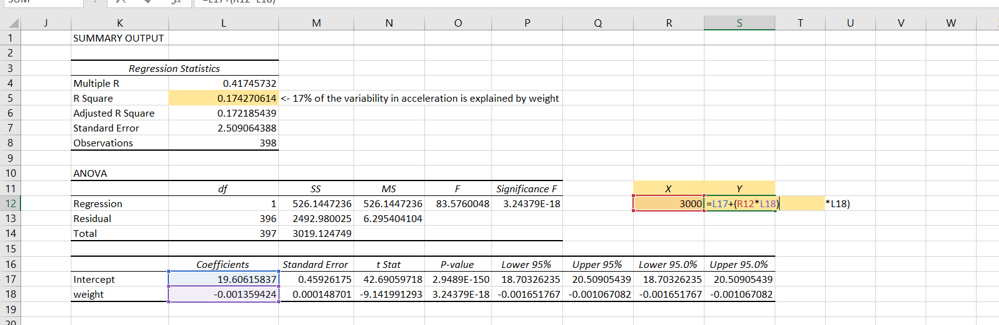 SUM =L17+(R12*L18)
J K L M N O P Q R S T U V W
1 SUMMARY OUTPUT
2
3 Regression Statistics
4 Multiple R 0.41745732
5 R Square 0.174270614 <- 17% of the variability in acceleration is explained by weight
6 Adjusted R Square 0.172185439
7 Standard Error 2.509064388
8 Observations 398
9
10 ANOVA
11 df SS MS F Significance F X Y
12 Regression 1 526.1447236 526.1447236 83.5760048 3.24379E-18 3000 =L17+(R12*L18) *L18)
13 Residual 396 2492.980025 6.295404104
14 Total 397 3019.124749
15
16 Coefficients Standard Error t Stat P-value Lower 95% Upper 95% Lower 95.0% Upper 95.0%
17 Intercept 19.60615837 0.45926175 42.69059718 2.9489E-150 18.70326235 20.50905439 18.70326235 20.50905439
18 weight -0.001359424 0.000148701 -9.141991293 3.24379E-18 -0.001651767 -0.001067082 -0.001651767 -0.001067082
19
20